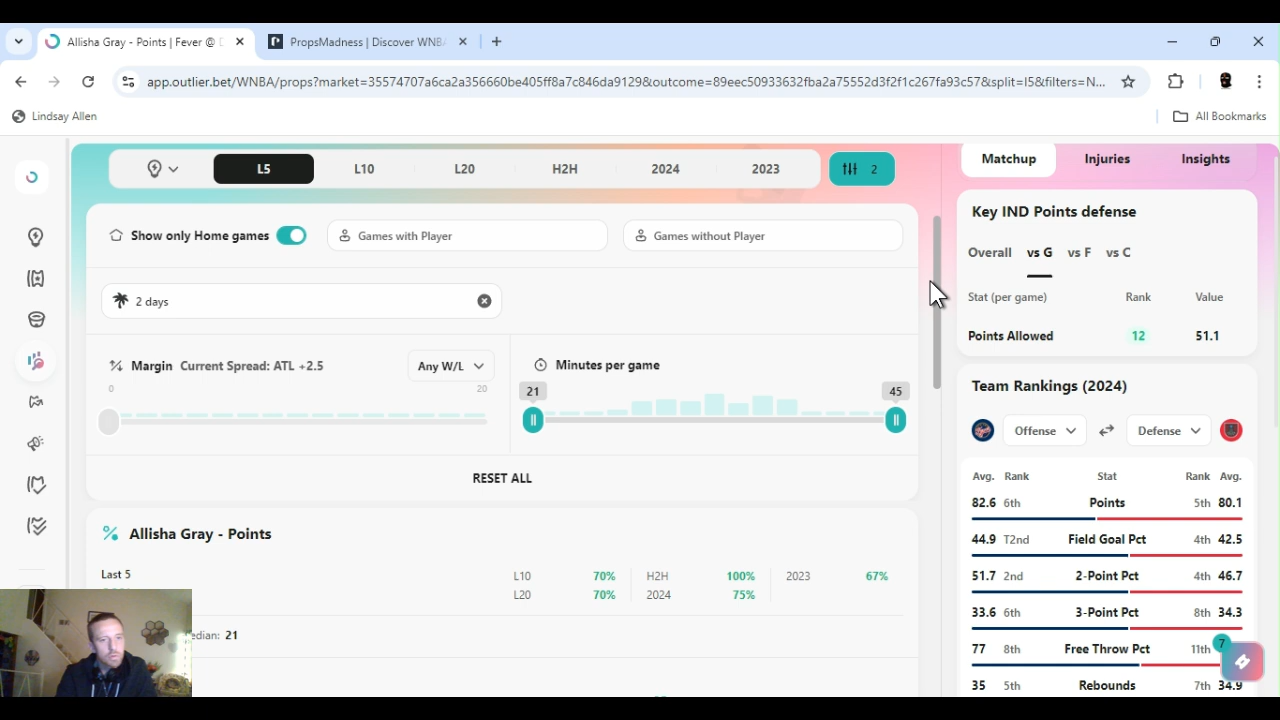 Allisha Gray - Points | Fever @
PropsMadness | Discover WNB
app.outlier.bet/WNBA/props?market=35574707a6ca2a356660be405ff8a7c846da9129&outcome=89eec50933632fba2a75552d3f2f1c267fa93c57&split=l5&filters=N...
Lindsay Allen
All Bookmarks
L5
L10
L20
H2H
2024
2023
2
Show only Home games
Games with Player
Games without Player
2 days
Margin Current Spread: ATL +2.5
Any W/L
0
20
Minutes per game
21
45
RESET ALL
Allisha Gray - Points
Last 5
L10 70%
H2H 100%
2023 67%
L20 70%
2024 75%
edian: 21
Matchup
Injuries
Insights
Key IND Points defense
Overall vs G vs F vs C
Stat (per game) Rank Value
Points Allowed 12 51.1
Team Rankings (2024)
Offense
Defense
Avg. Rank Stat Rank Avg.
82.6 6th Points 5th 80.1
44.9 T2nd Field Goal Pct 4th 42.5
51.7 2nd 2-Point Pct 4th 46.7
33.6 6th 3-Point Pct 8th 34.3
77 8th Free Throw Pct 11th
7
35 5th Rebounds 7th 34.9